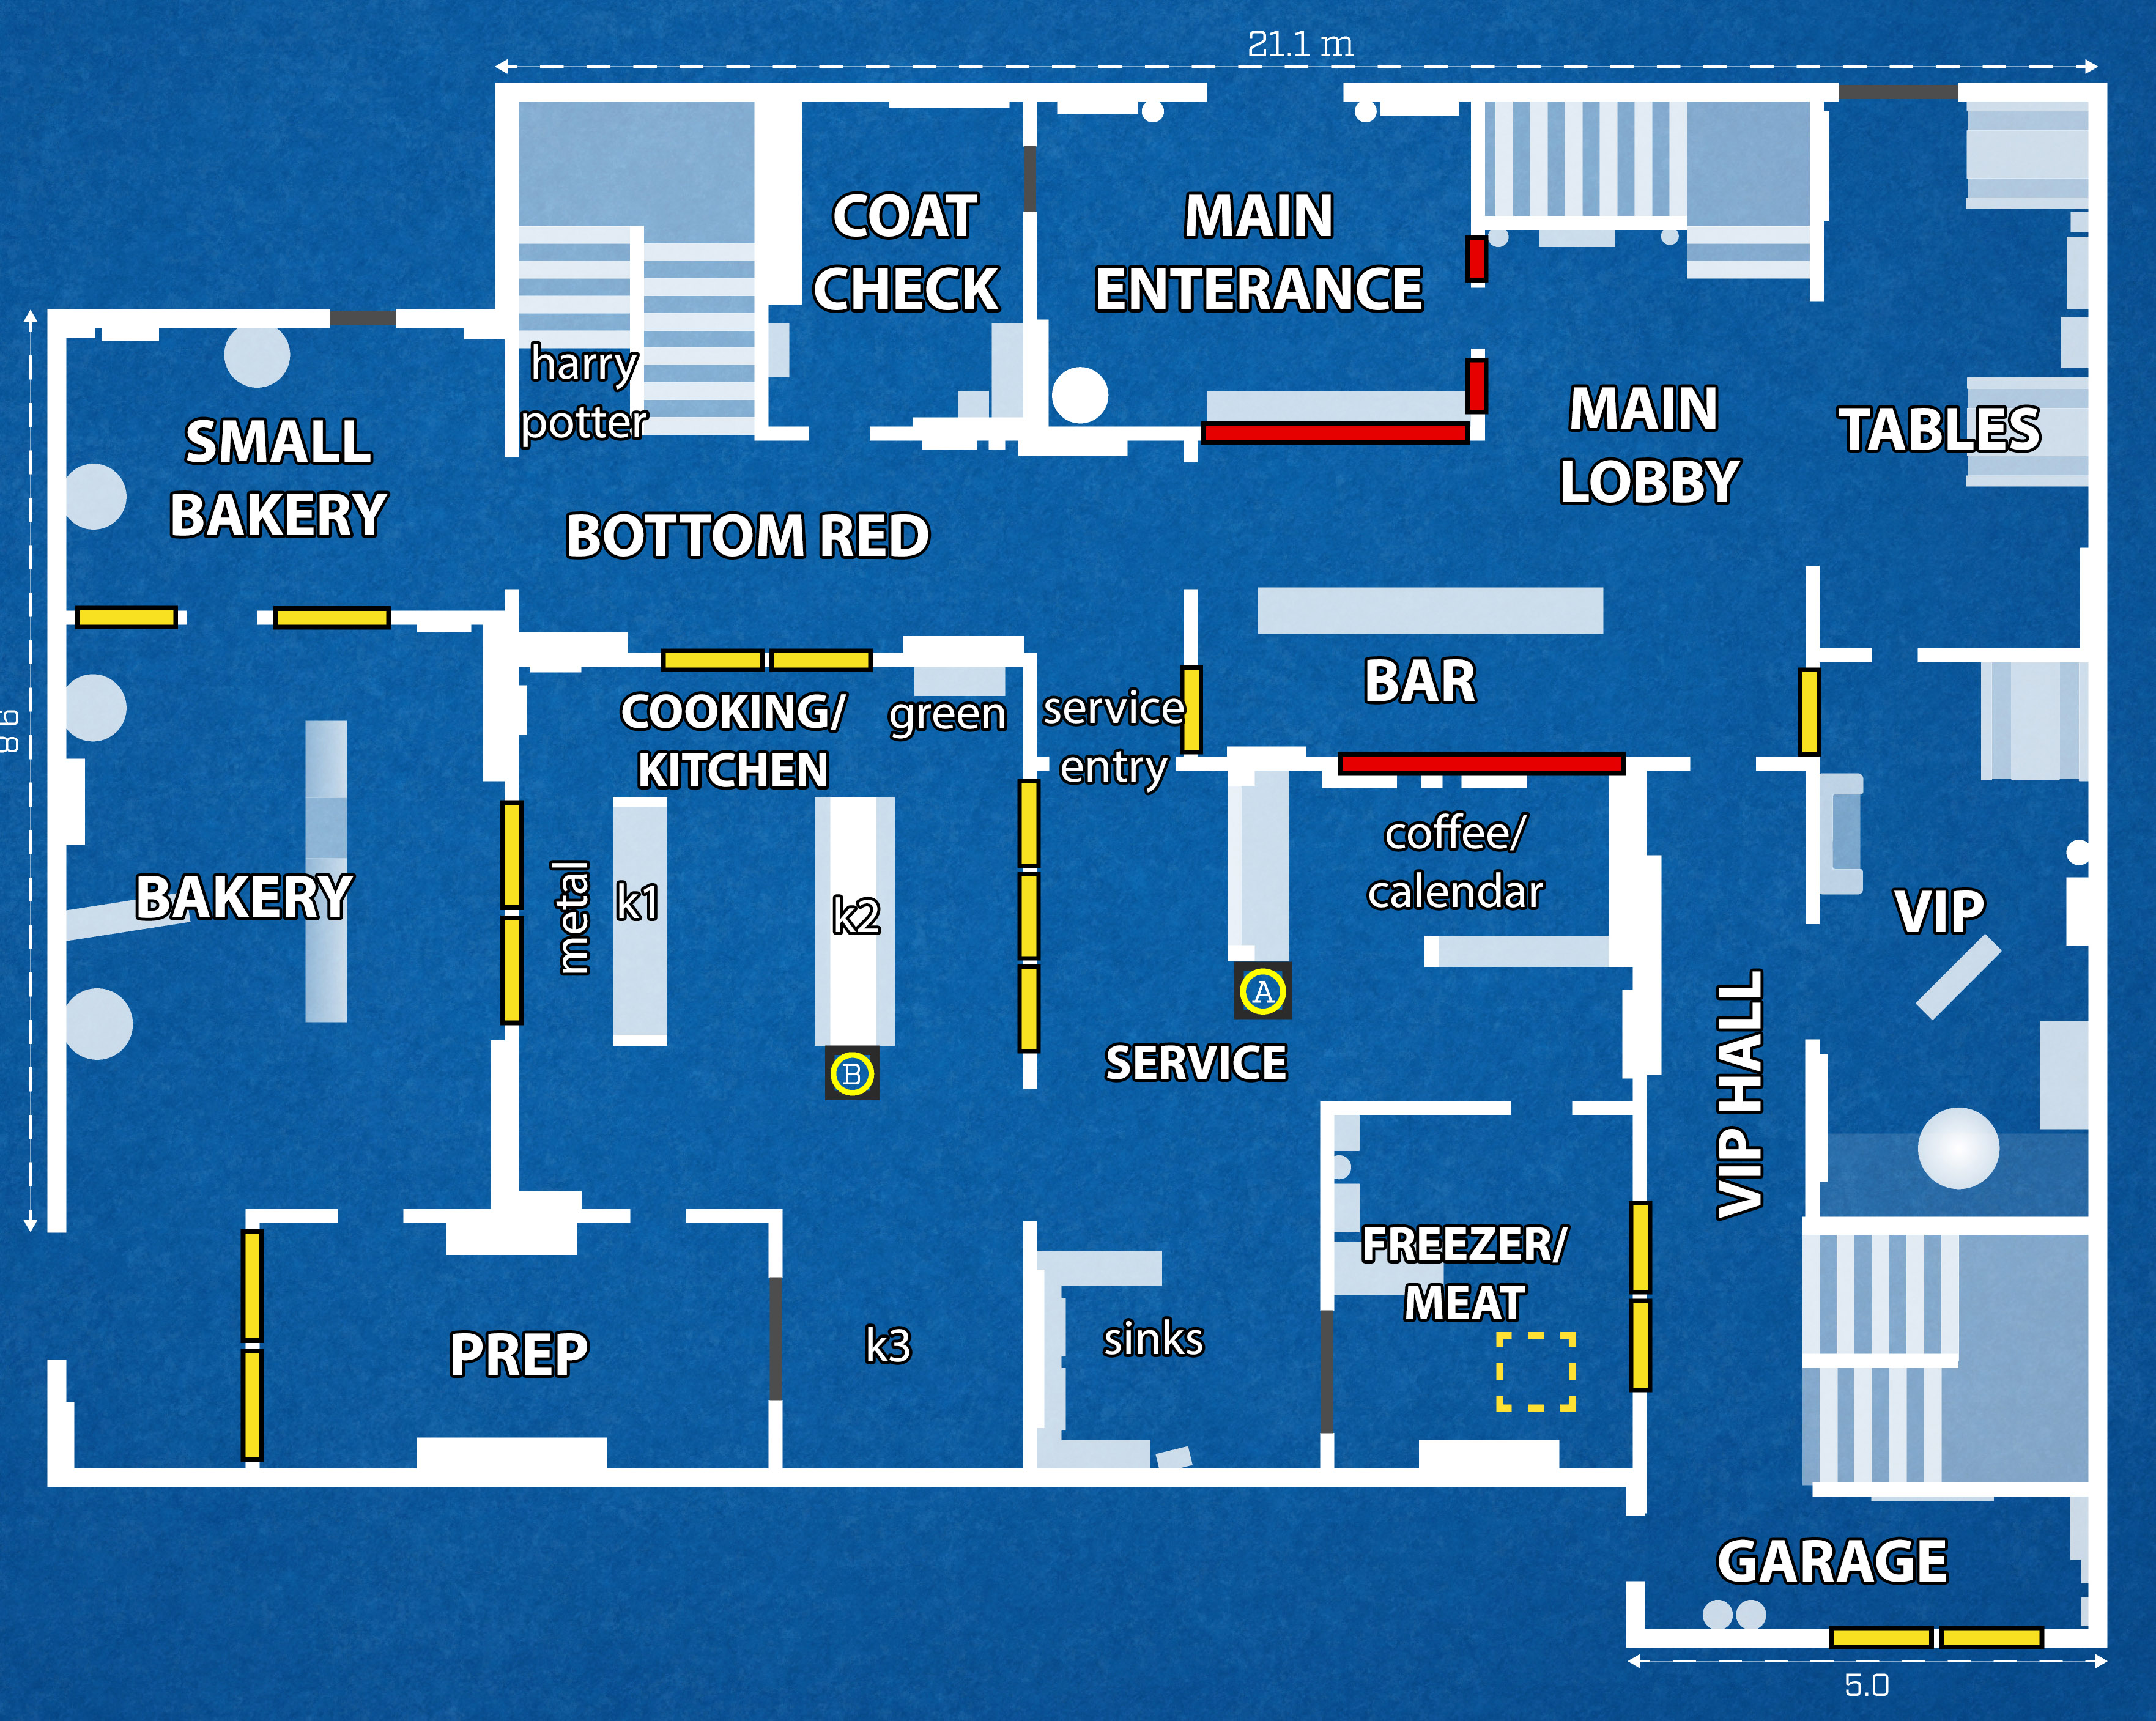 21.1 m
COAT
CHECK
MAIN
ENTERANCE
harry
potter
MAIN
LOBBY
TABLES
SMALL
BAKERY
BOTTOM RED
BAR
COOKING/
KITCHEN
green
service
entry
coffee/
calendar
BAKERY
metal
k1
k2
VIP
A
B
SERVICE
VIP HALL
FREEZER/
MEAT
PREP
k3
sinks
GARAGE
5.0